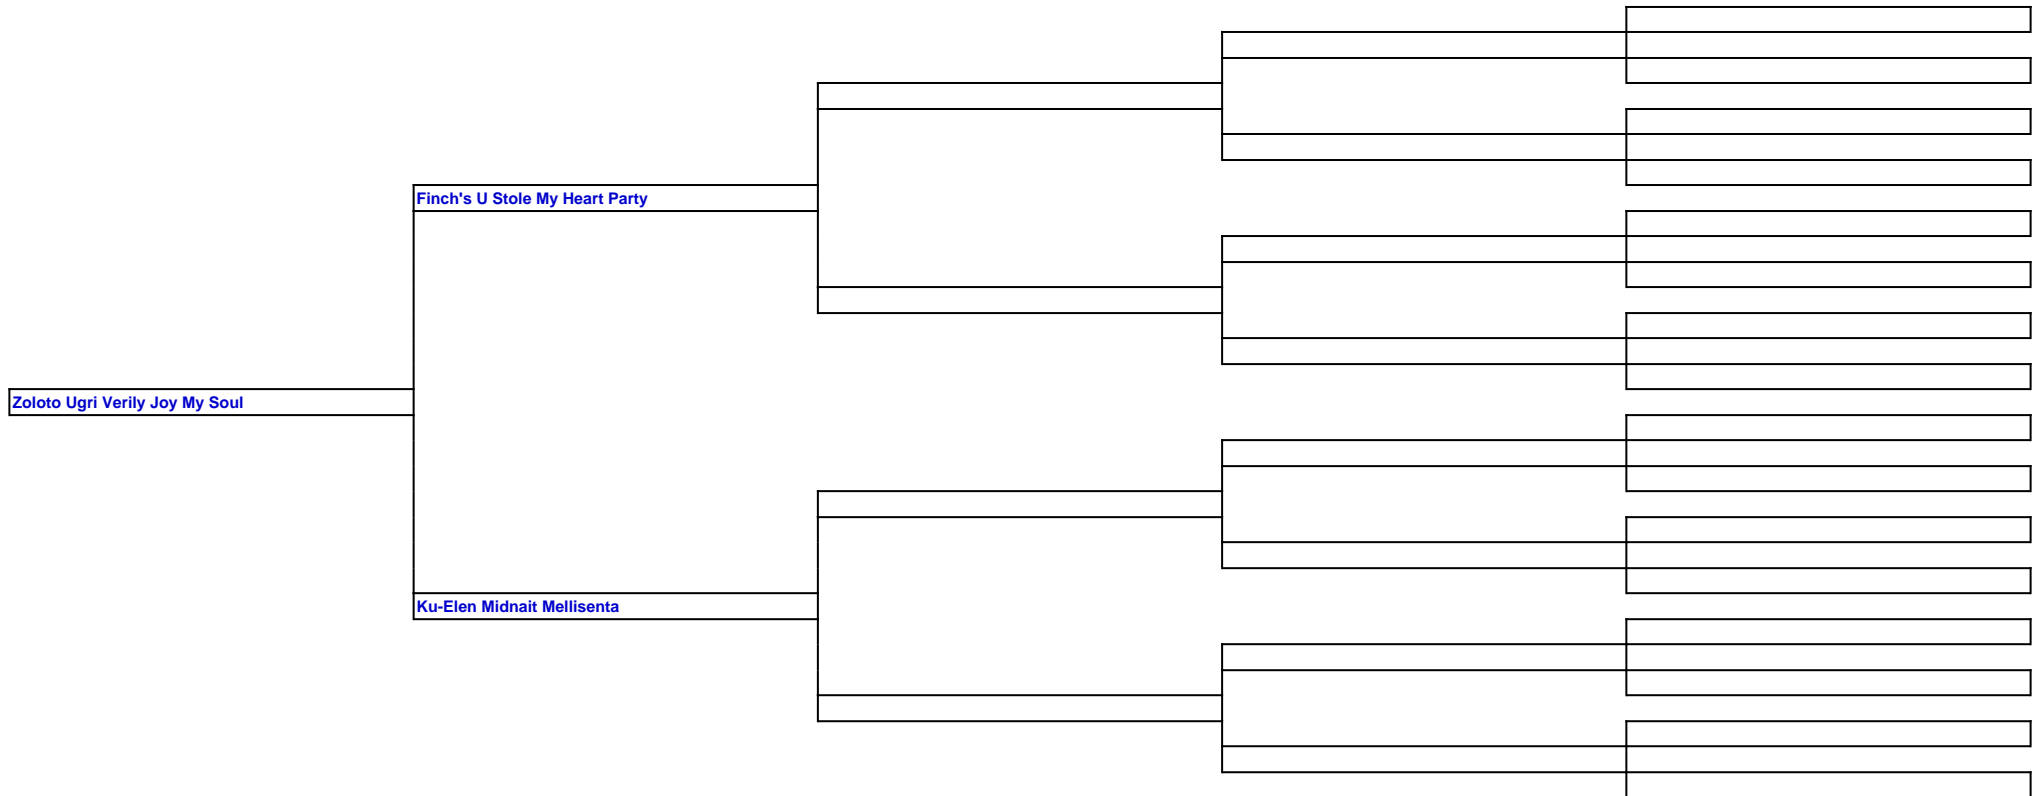 Finch's U Stole My Heart Party
Zoloto Ugri Verily Joy My Soul
Ku-Elen Midnait Mellisenta